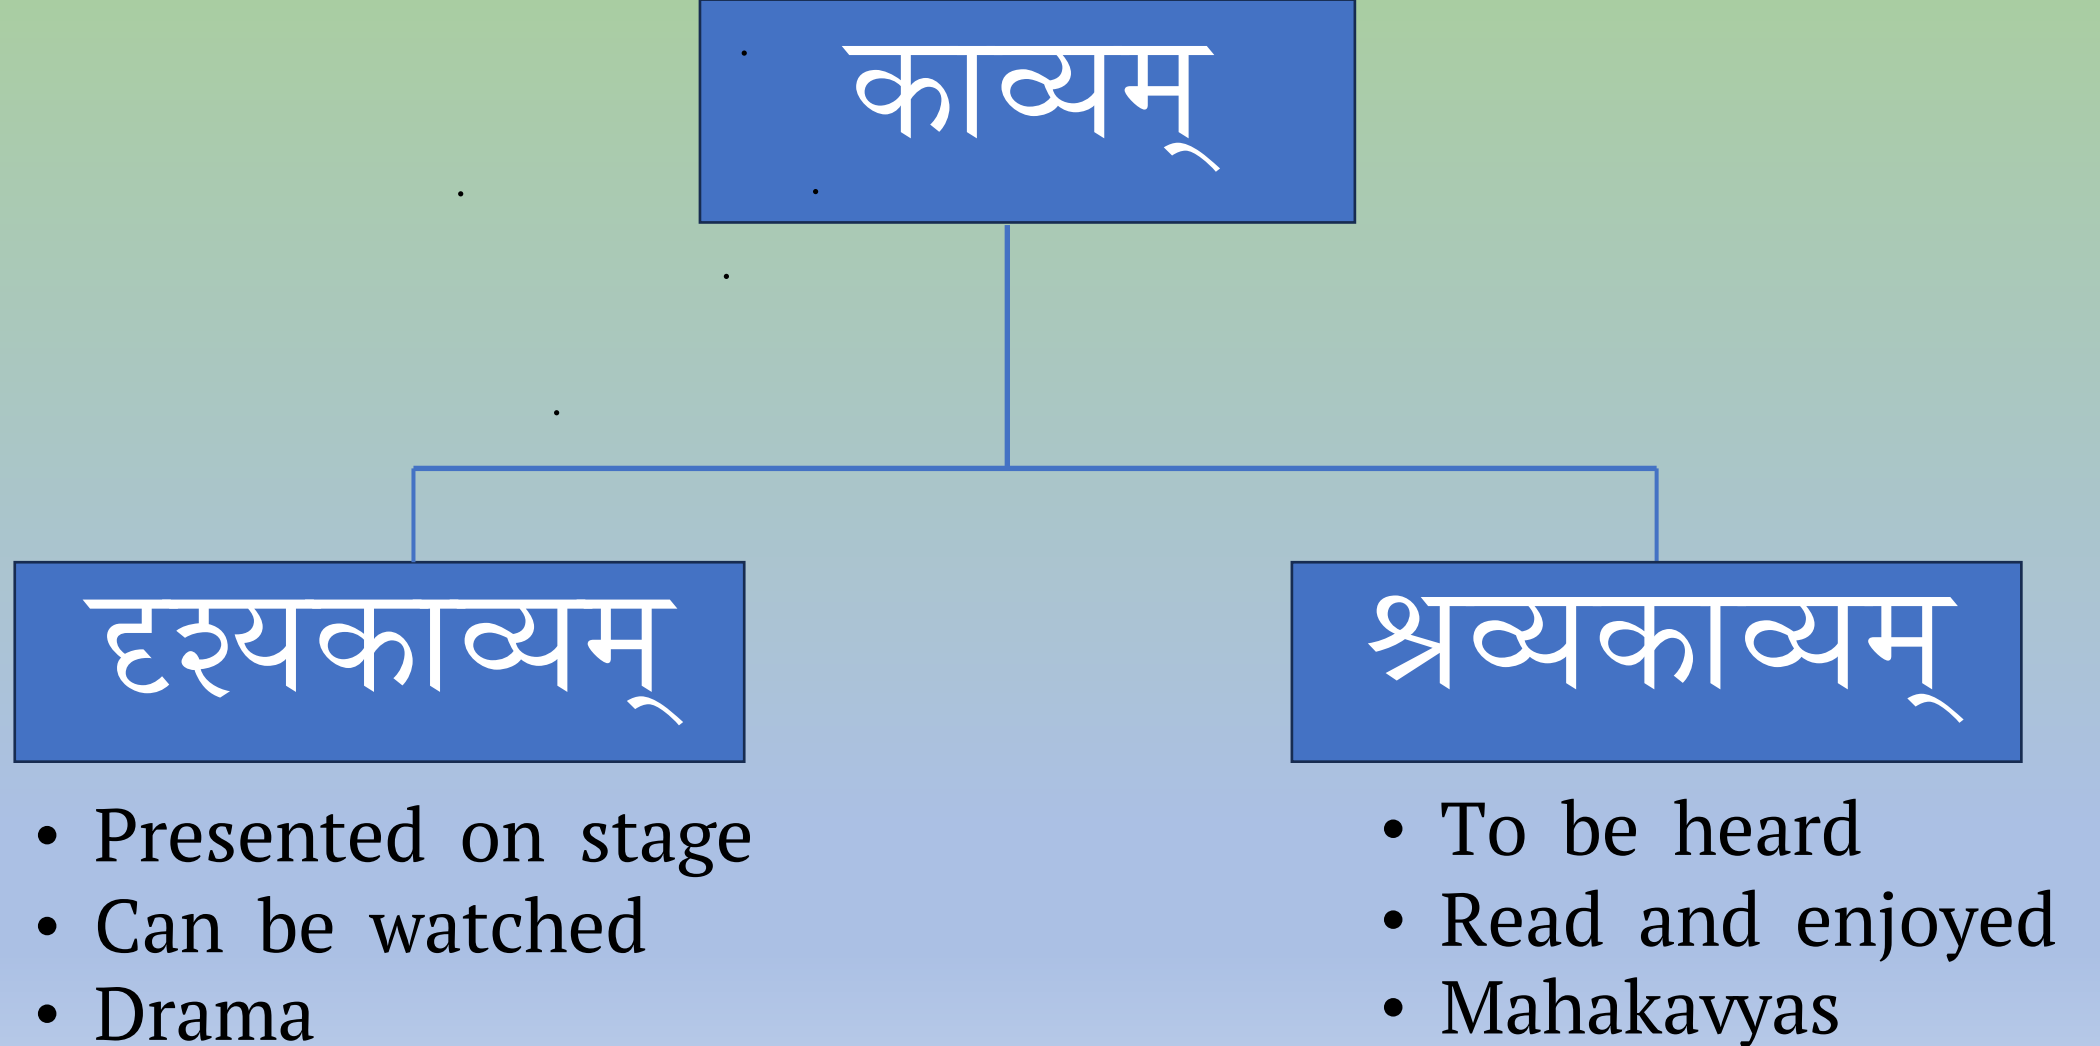 काव्यम्
दृश्यकाव्यम्
श्रव्यकाव्यम्
• Presented on stage
• Can be watched
• Drama
• To be heard
• Read and enjoyed
• Mahakavyas